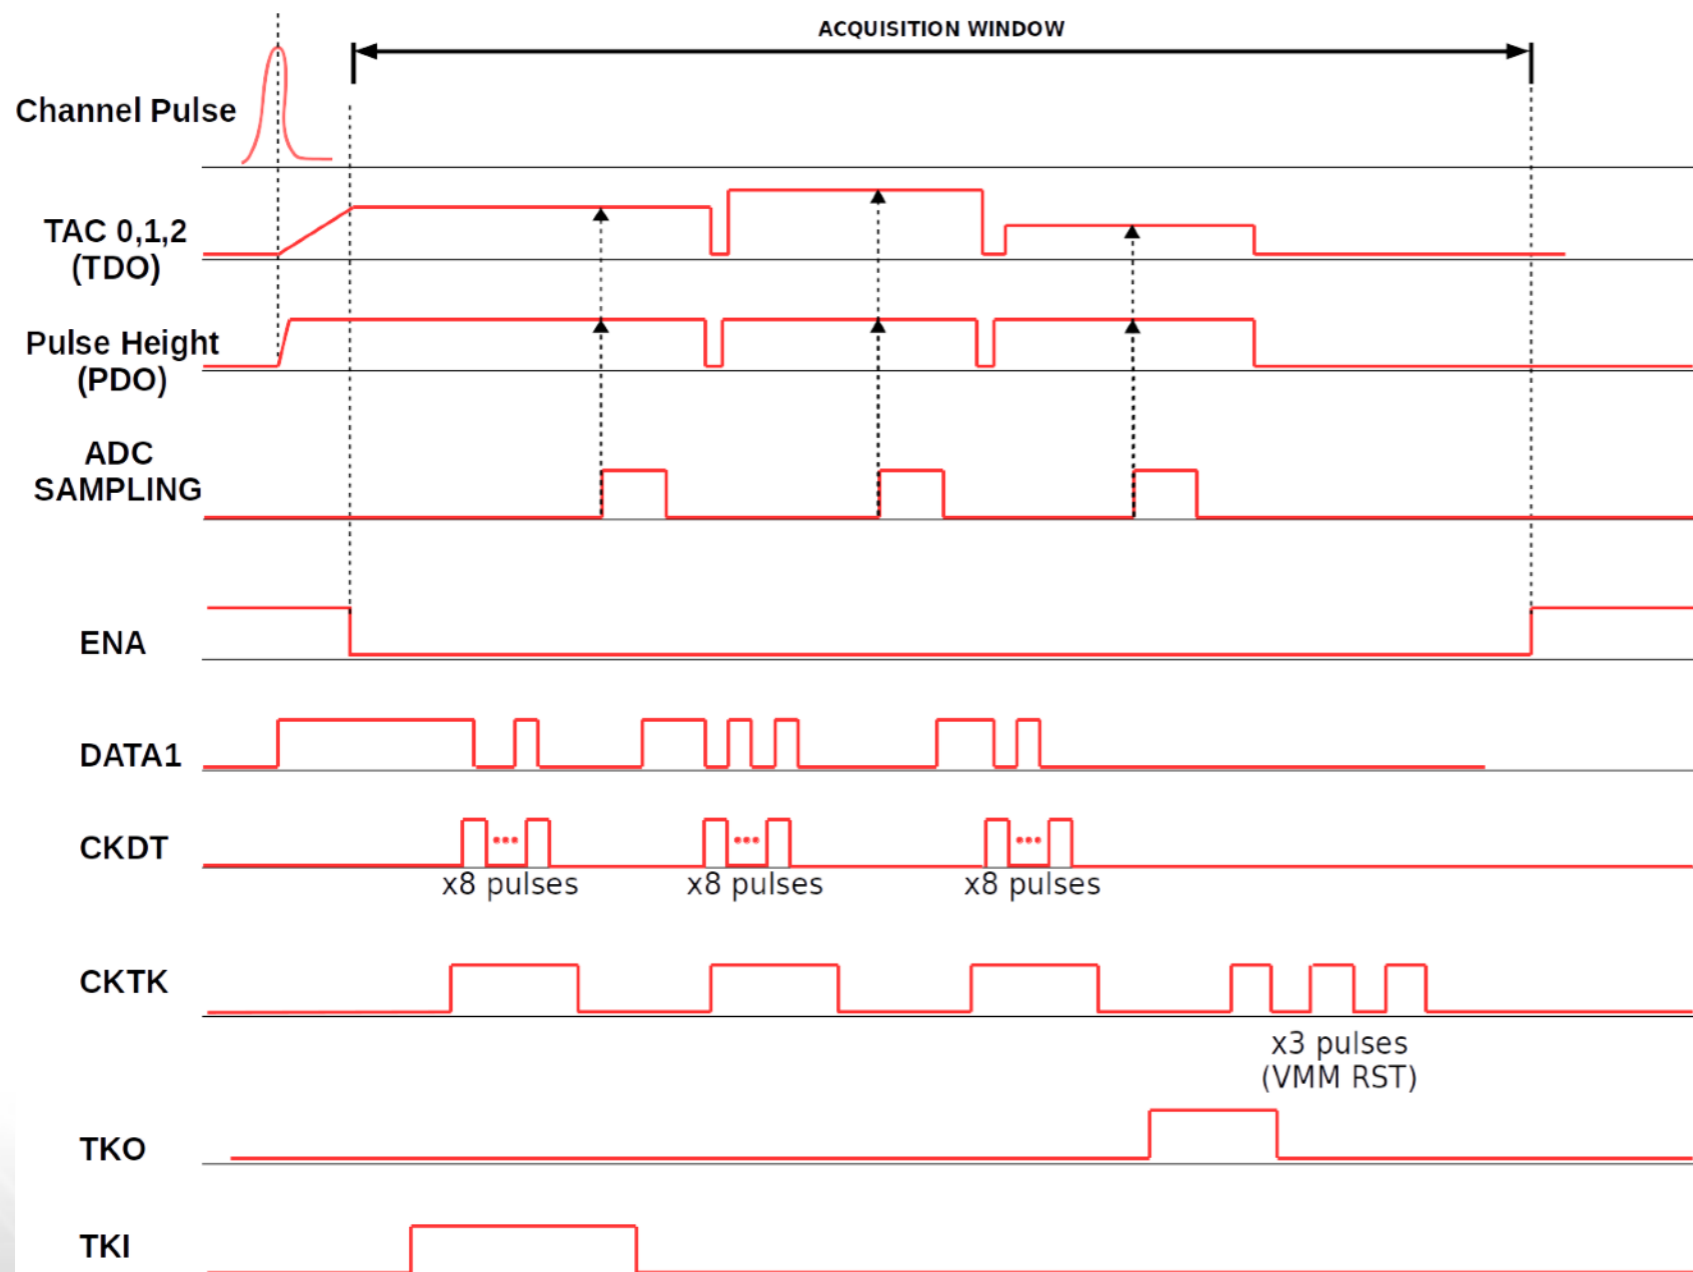 ACQUISITION WINDOW
Channel Pulse
TAC 0,1,2
(TDO)
Pulse Height
(PDO)
ADC
SAMPLING
ENA
DATA1
CKDT
x8 pulses
x8 pulses
x8 pulses
CKTK
x3 pulses
(VMM RST)
TKO
TKI